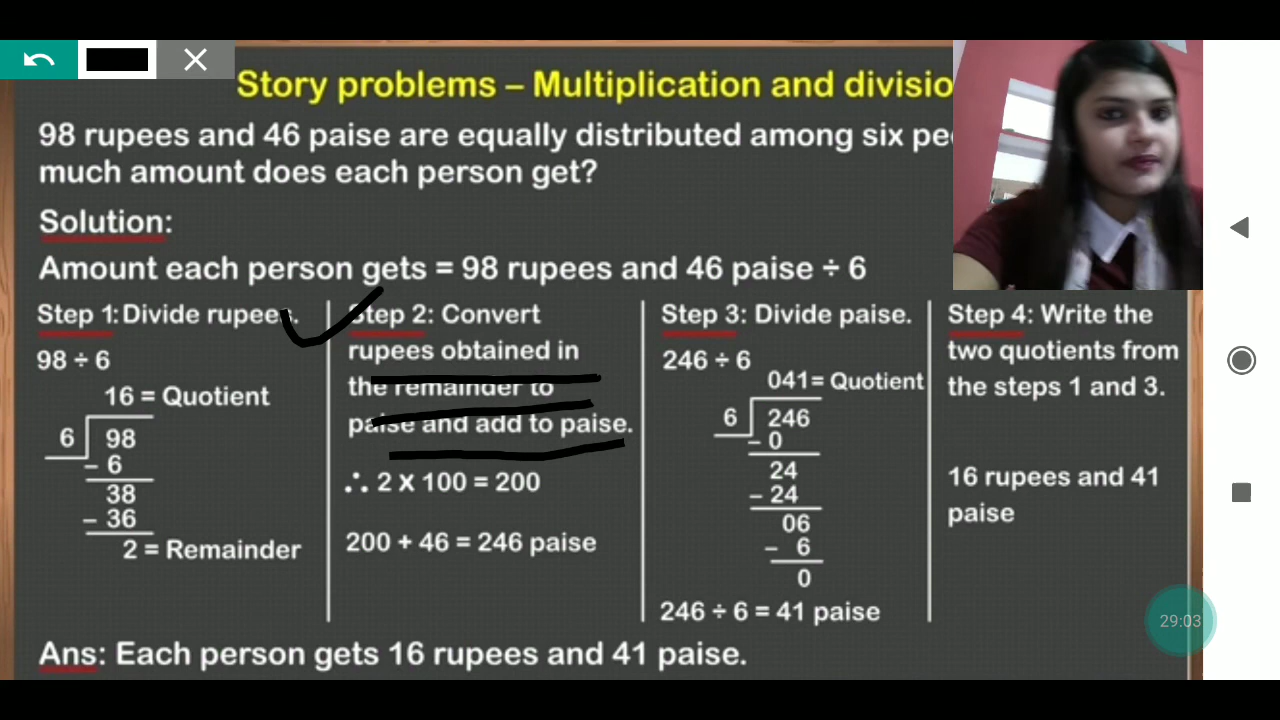 Story problems – Multiplication and divisio
98 rupees and 46 paise are equally distributed among six pe
much amount does each person get?
Solution:
Amount each person gets = 98 rupees and 46 paise ÷ 6
Step 1: Divide rupees.
98 ÷ 6
16 = Quotient
6 98
– 6
38
– 36
2 = Remainder
Step 2: Convert
rupees obtained in
the remainder to
paise and add to paise.
∴ 2 x 100 = 200
200 + 46 = 246 paise
Step 3: Divide paise.
246 ÷ 6
041 = Quotient
6 246
– 0
24
– 24
06
– 6
0
246 ÷ 6 = 41 paise
Step 4: Write the
two quotients from
the steps 1 and 3.
16 rupees and 41
paise
Ans: Each person gets 16 rupees and 41 paise.
29:03